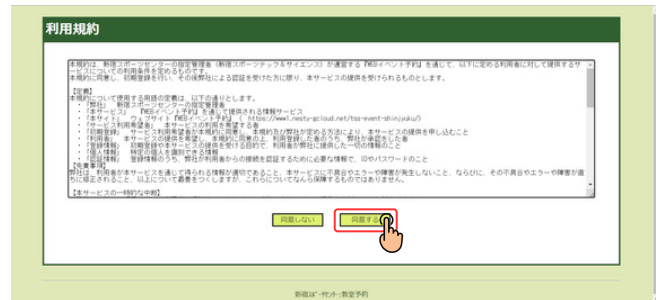 利用規約
本規約は、新宿スポーツセンターの指定管理者（新宿スポーツテック＆サイエンス）が運営する『WEBイベント予約』を通じて、以下に定める利用者に対して提供するサ
ービスについての利用条件を定めるものです。
本規約に同意し、初期登録を行い、その後弊社による認証を受けた方に限り、本サービスの提供を受けられるものとします。
【定義】
本規約について使用する用語の定義は、以下の通りとします。
・「弊社」 新宿スポーツセンターの指定管理者
・「本サービス」 『WEBイベント予約』を通じて提供される情報サービス
・「本サイト」 ウェブサイト『WEBイベント予約』（ https://www1.nesty-gcloud.net/tss-event-shinjyuku/）
・「サービス利用希望者」 本サービスの利用を希望する者
・「初期登録」 サービス利用希望者が本規約に同意し、本規約及び弊社が定める方法により、本サービスの提供を申し込むこと
・「利用者」 本サービスの提供を希望し、本規約に同意の上、利用登録した者のうち、弊社が承認をした者
・「登録情報」 初期登録や本サービスの提供を受ける目的で、利用者が弊社に提供した一切の情報のこと
・「個人情報」 特定の個人を識別できる情報
・「認証情報」 登録情報のうち、弊社が利用者からの接続を認証するために必要な情報で、IDやパスワードのこと
【免責事項】
弊社は、利用者が本サービスを通じて得られる情報が適切であること、本サービスに不具合やエラーや障害が発生しないこと、ならびに、その不具合やエラーや障害が直
ちに修正されること、以上について最善をつくしますが、これらについてなんら保障するものではありません。
【本サービスの一時的な中断】
同意しない 同意する
新宿ｽﾎﾟｰﾂｾﾝﾀｰ:教室予約